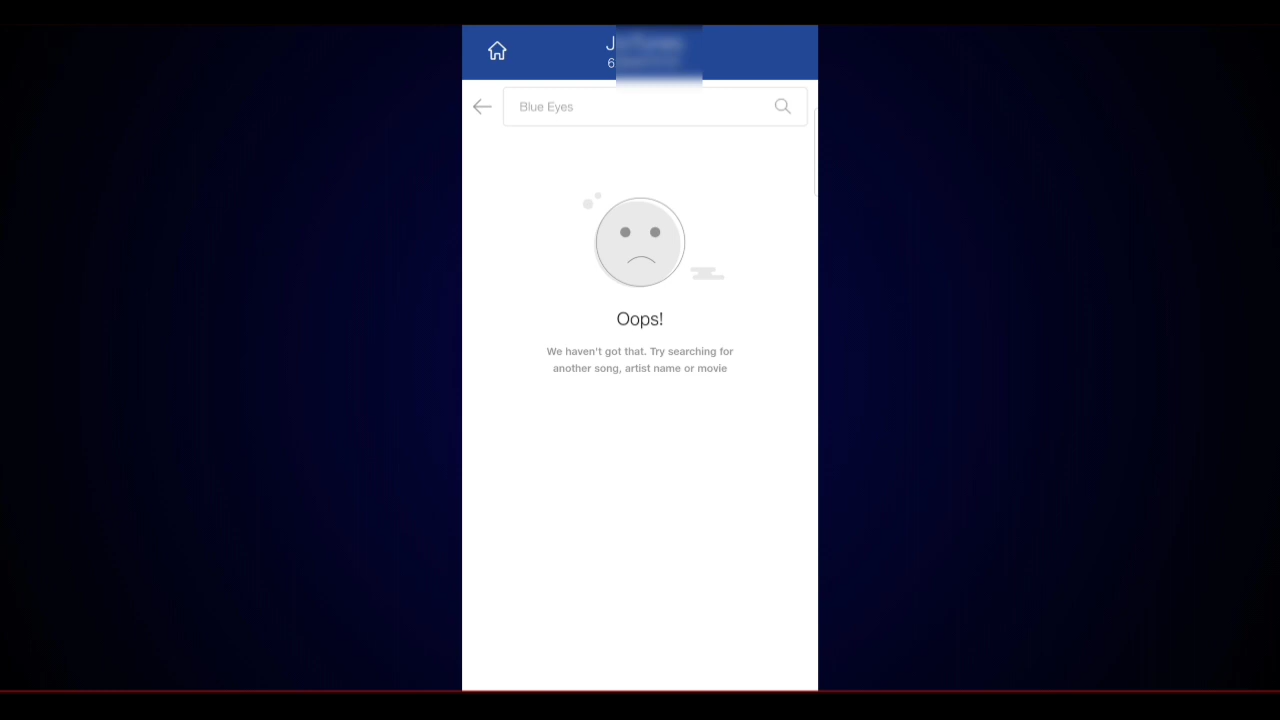 Blue Eyes
Oops!
We haven't got that. Try searching for
another song, artist name or movie